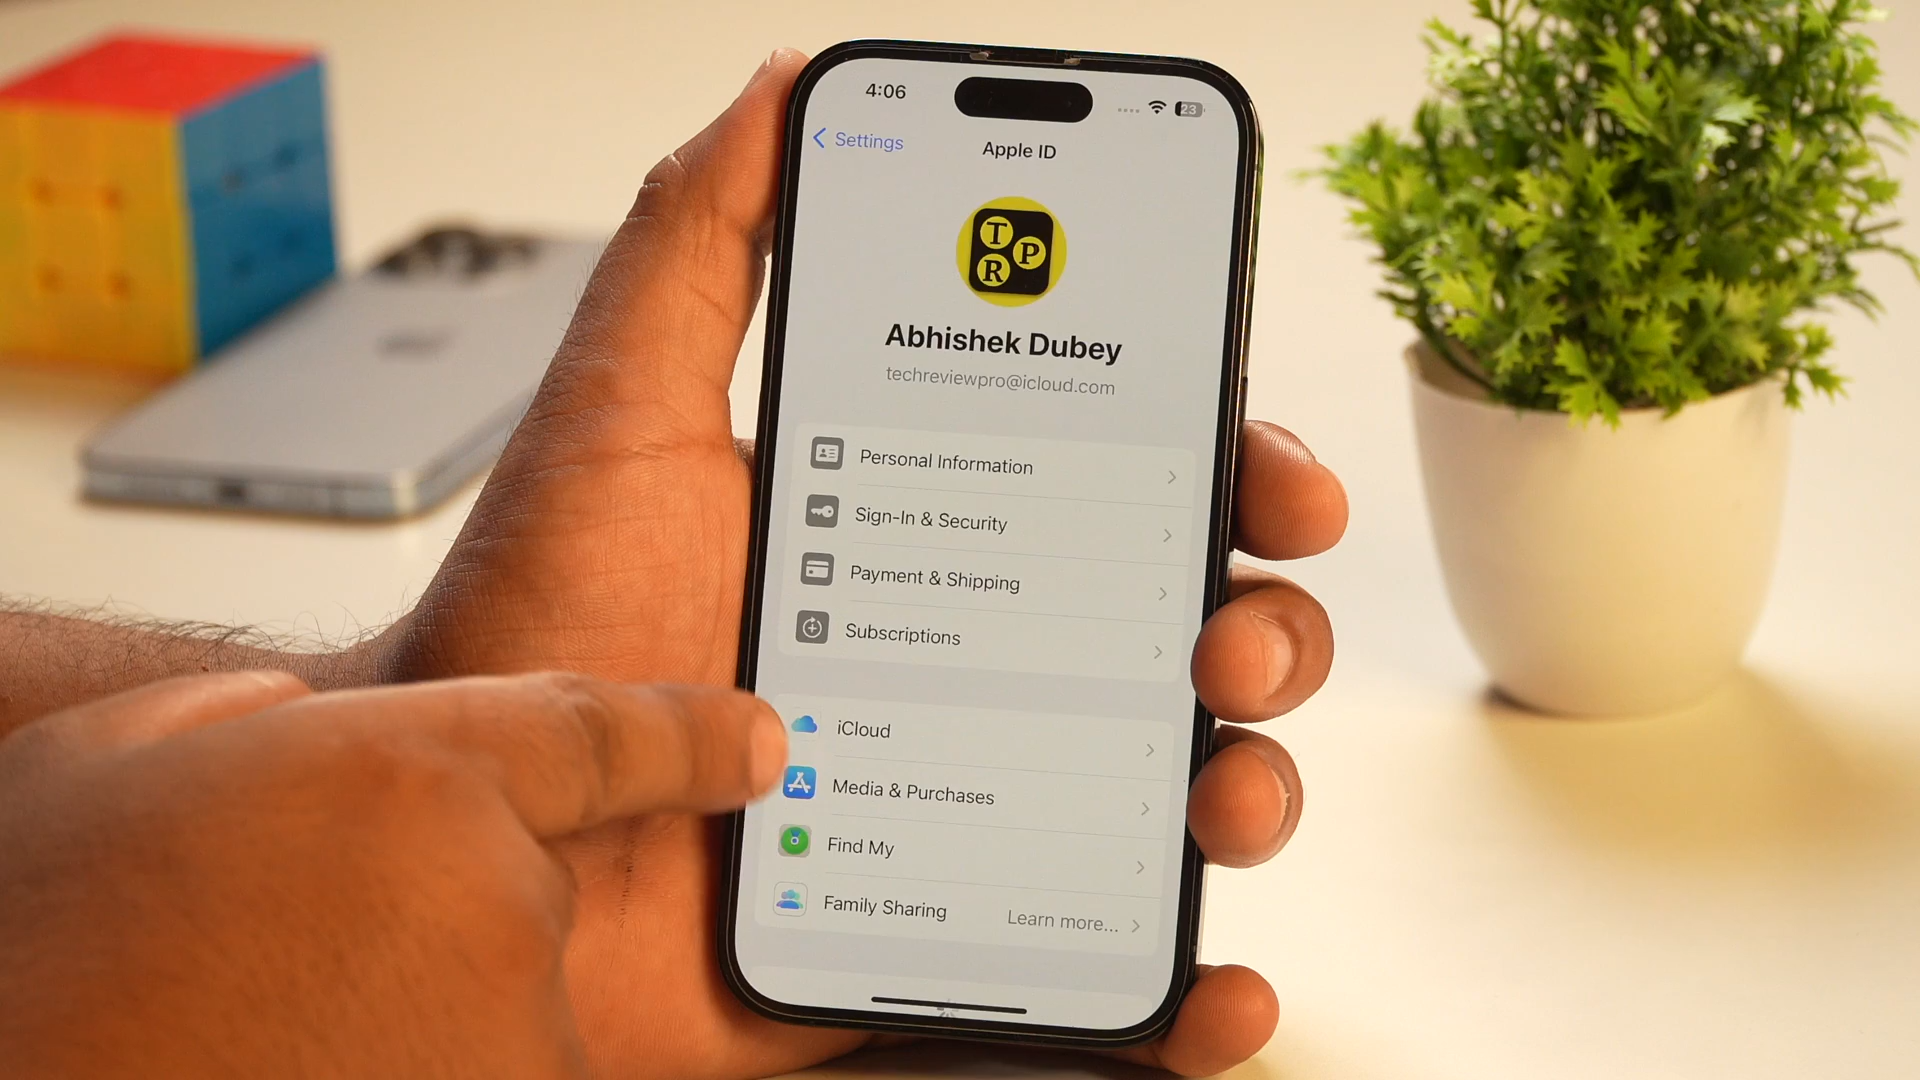 4:06
23
Settings
Apple ID
T
P
R
Abhishek Dubey
techreviewpro@icloud.com
Personal Information
Sign-In & Security
Payment & Shipping
Subscriptions
iCloud
Media & Purchases
Find My
Family Sharing Learn more...